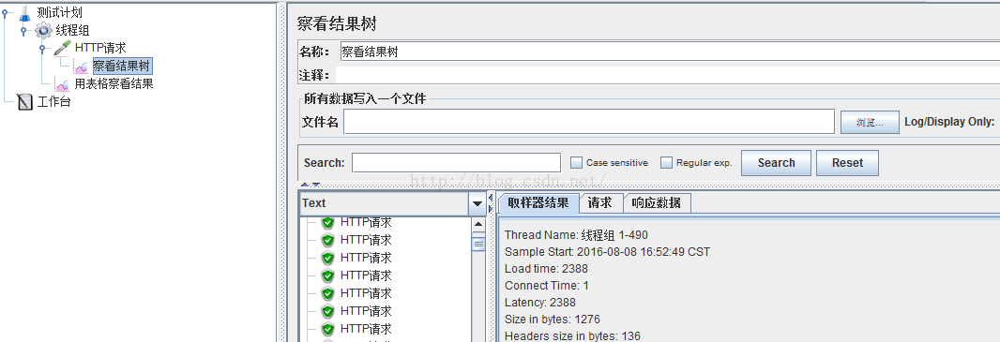 测试计划
线程组
HTTP请求
察看结果树
用表格察看结果
工作台
察看结果树
名称: 察看结果树
注释:
所有数据写入一个文件
文件名 浏览... Log/Display Only:
Search: Case sensitive Regular exp. Search Reset
http://blog.csdn.net/
Text
HTTP请求
HTTP请求
HTTP请求
HTTP请求
HTTP请求
HTTP请求
HTTP请求
取样器结果 请求 响应数据
Thread Name: 线程组 1-490
Sample Start: 2016-08-08 16:52:49 CST
Load time: 2388
Connect Time: 1
Latency: 2388
Size in bytes: 1276
Headers size in bytes: 136